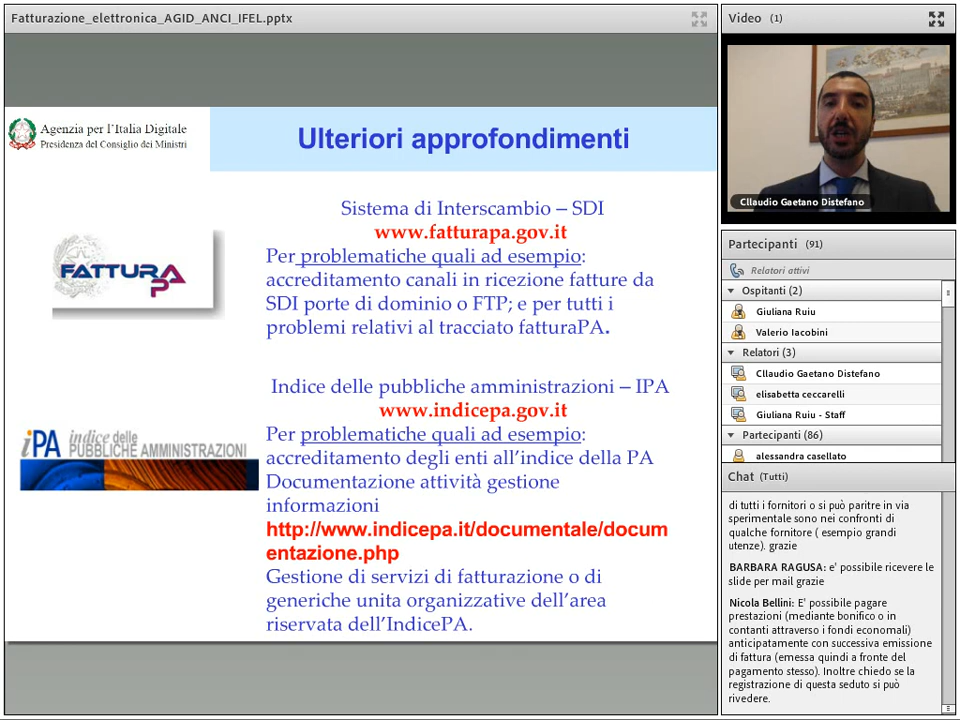 Fatturazione_elettronica_AGID_ANCI_IFEL.pptx
Agenzia per l'Italia Digitale
Presidenza del Consiglio dei Ministri
Ulteriori approfondimenti
Sistema di Interscambio – SDI
www.fatturapa.gov.it
Per problematiche quali ad esempio:
accreditamento canali in ricezione fatture da
SDI porte di dominio o FTP; e per tutti i
problemi relativi al tracciato fatturaPA.
FATTURA
PA
Indice delle pubbliche amministrazioni – IPA
www.indicepa.gov.it
Per problematiche quali ad esempio:
accreditamento degli enti all'indice della PA
Documentazione attività gestione
informazioni
http://www.indicepa.it/documentale/docum
entazione.php
Gestione di servizi di fatturazione o di
generiche unita organizzative dell'area
riservata dell'IndicePA.
iPA indice delle
PUBBLICHE AMMINISTRAZIONI
Video (1)
Cllaudio Gaetano Distefano
Partecipanti (91)
Relatori attivi
Ospitanti (2)
Giuliana Ruiu
Valerio Iacobini
Relatori (3)
Cllaudio Gaetano Distefano
elisabetta ceccarelli
Giuliana Ruiu - Staff
Partecipanti (86)
alessandra casellato
Chat (Tutti)
di tutti i fornitori o si può paritre in via
sperimentale sono nei confronti di
qualche fornitore ( esempio grandi
utenze). grazie
BARBARA RAGUSA: e' possibile ricevere le
slide per mail grazie
Nicola Bellini: E' possibile pagare
prestazioni (mediante bonifico o in
contanti attraverso i fondi economali)
anticipatamente con successiva emissione
di fattura (emessa quindi a fronte del
pagamento stesso). Inoltre chiedo se la
registrazione di questa seduto si può
rivedere.